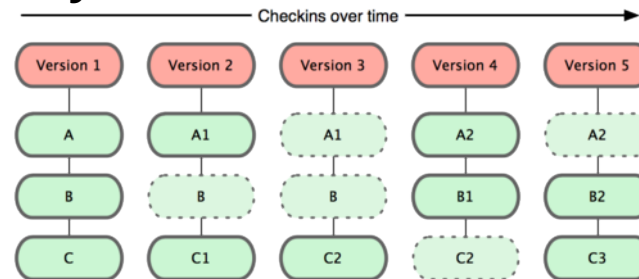 Checkins over time
Version 1 Version 2 Version 3 Version 4 Version 5
A A1 A1 A2 A2
B B B B1 B2
C C1 C2 C2 C3